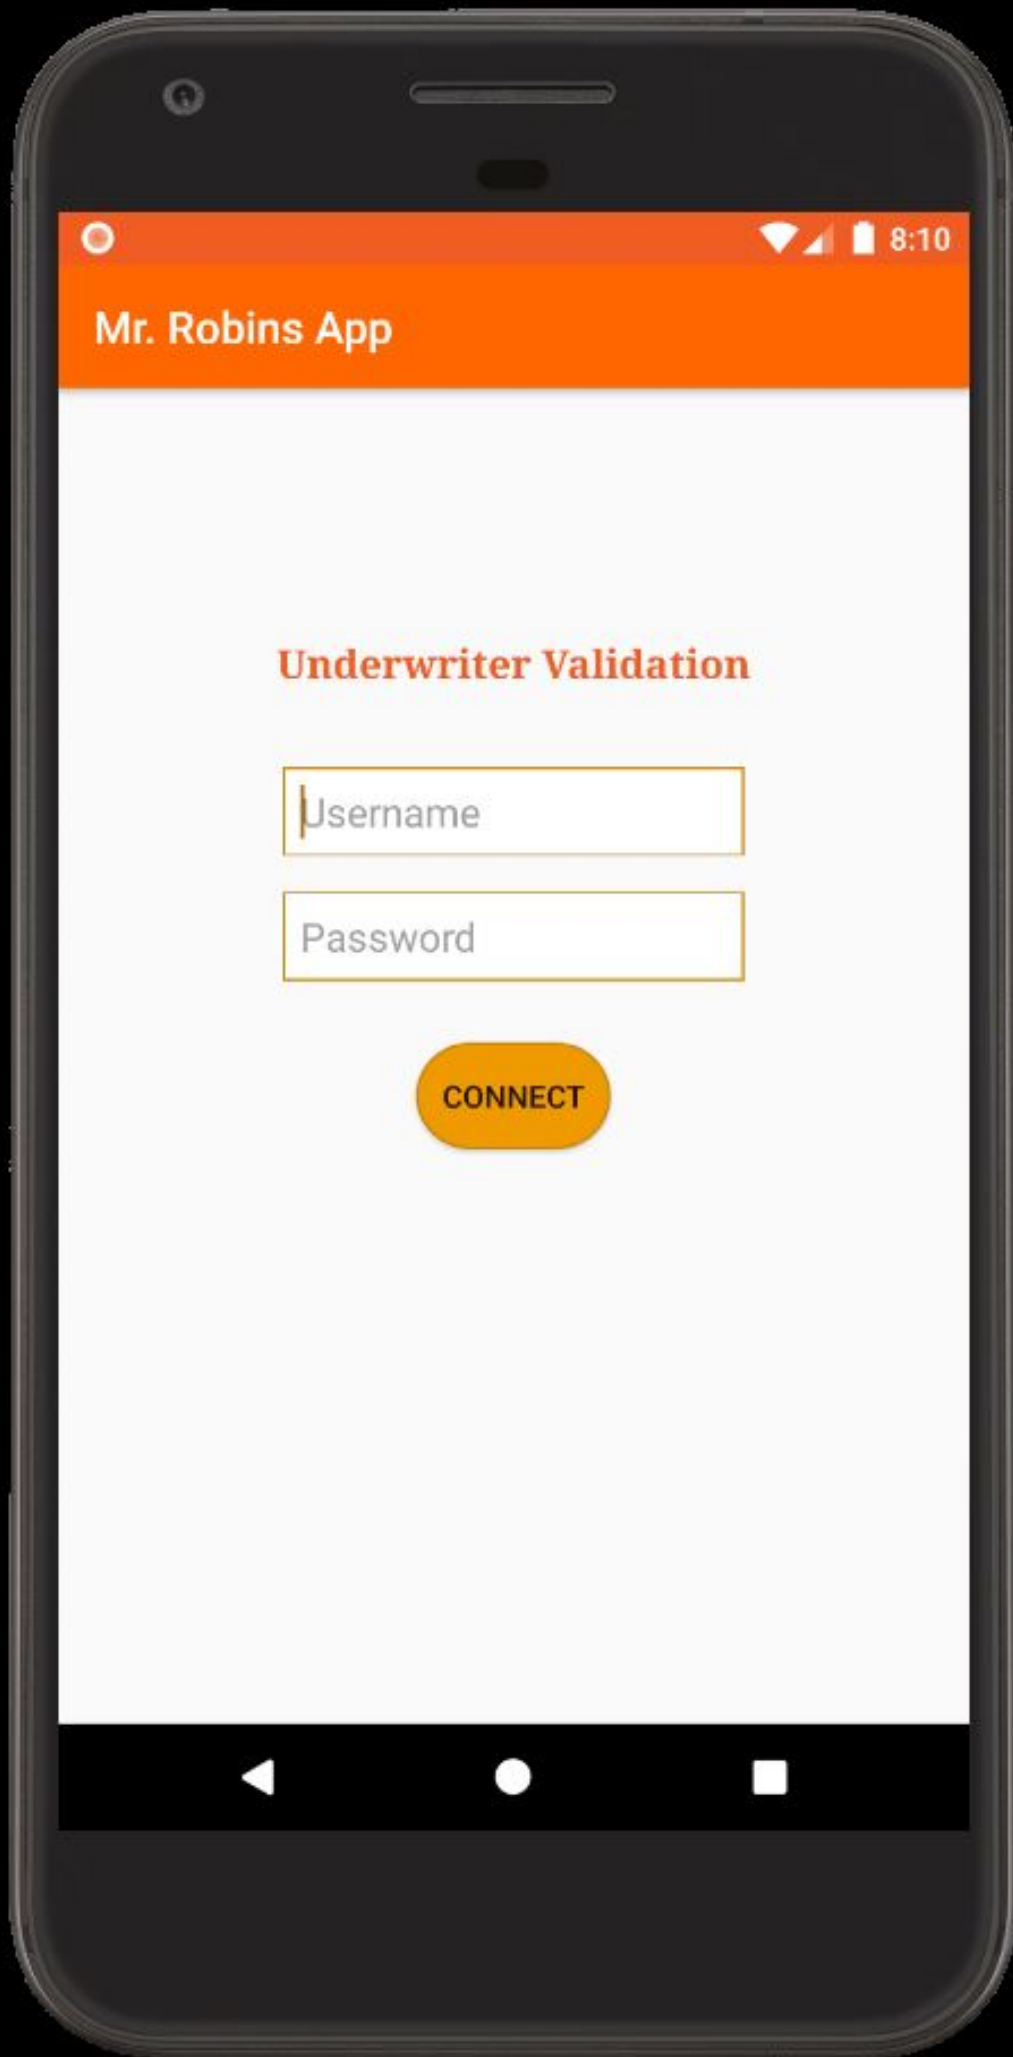 8:10
Mr. Robins App
Underwriter Validation
Username
Password
CONNECT